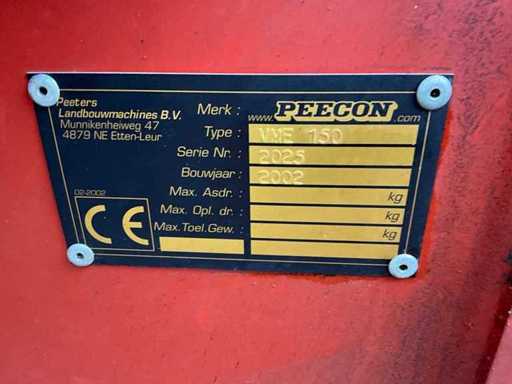 Peeters
Landbouwmachines B.V.
Munnikenheiweg 47
4879 NE Etten-Leur
Merk : www.PEECON.com
Type : VME 150
Serie Nr. : 2025
Bouwjaar : 2002
Max. Asdr. : kg
Max. Opl. dr. : kg
Max.Toel.Gew. : kg
02-2002
CE